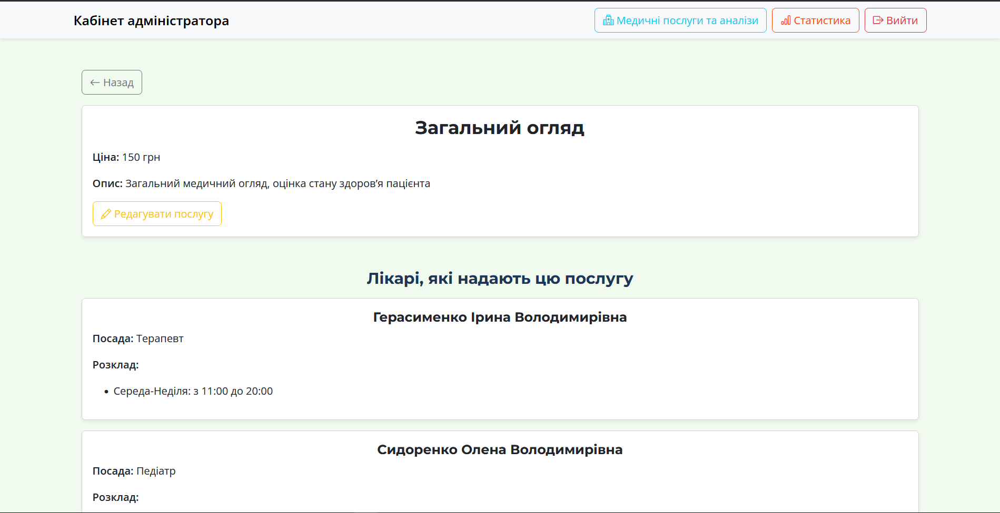 Кабінет адміністратора
Медичні послуги та аналізи
Статистика
Вийти
← Назад
Загальний огляд
Ціна: 150 грн
Опис: Загальний медичний огляд, оцінка стану здоров’я пацієнта
Редагувати послугу
Лікарі, які надають цю послугу
Герасименко Ірина Володимирівна
Посада: Терапевт
Розклад:
• Середа-Неділя: з 11:00 до 20:00
Сидоренко Олена Володимирівна
Посада: Педіатр
Розклад: